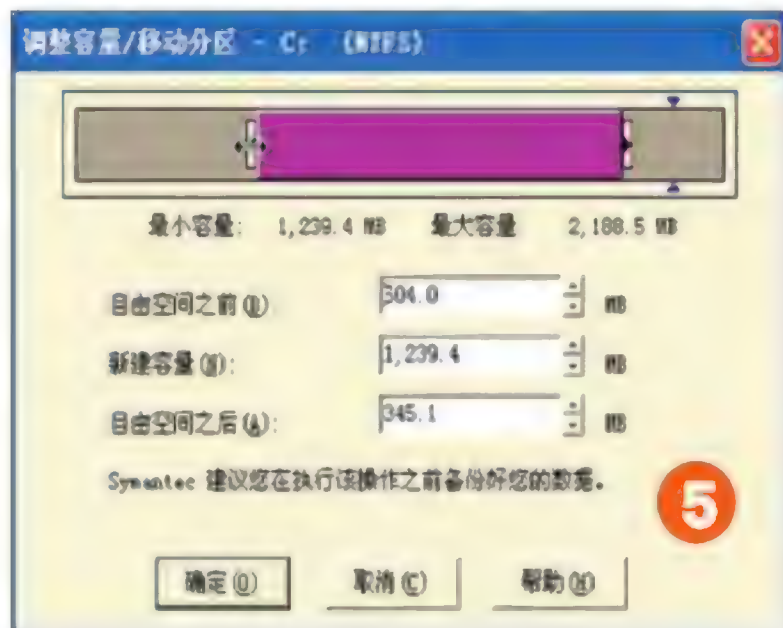 调整容量/移动分区 - C: (NTFS)
最小容量: 1,239.4 MB 最大容量 2,188.5 MB
自由空间之前(B) 604.0 MB
新建容量(N): 1,239.4 MB
自由空间之后(A): 345.1 MB
Symantec 建议您在执行该操作之前备份好您的数据。
5
确定(O) 取消(C) 帮助(H)